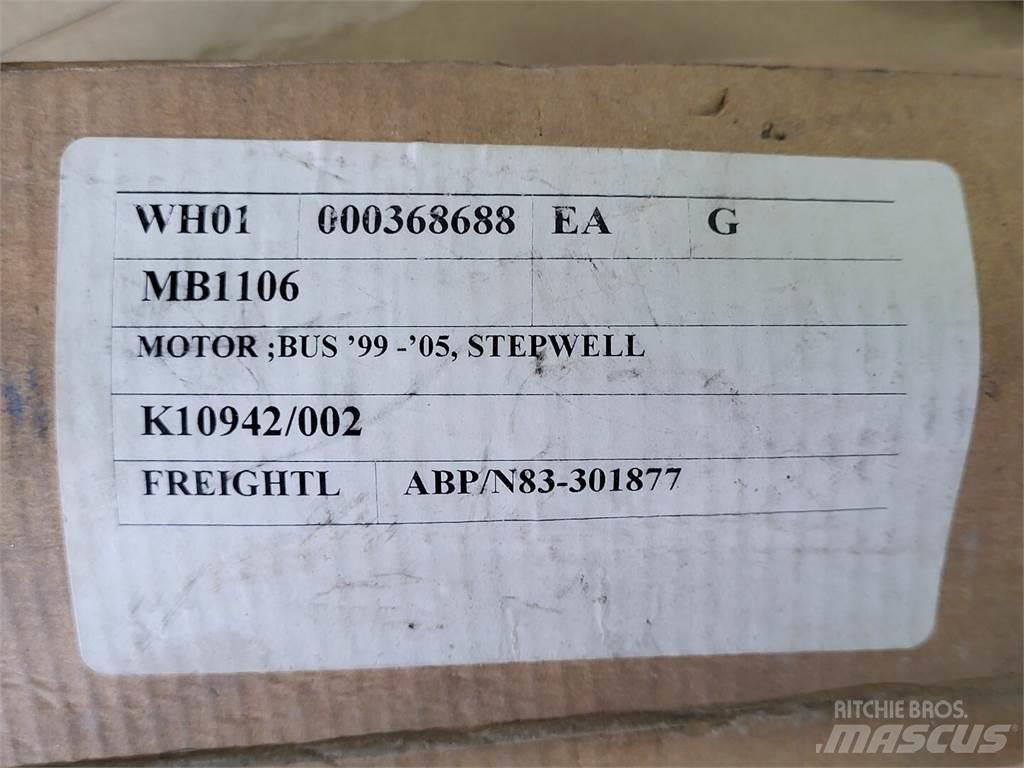 WH01 000368688 EA G
MB1106
MOTOR ;BUS ’99 -’05, STEPWELL
K10942/002
FREIGHTL ABP/N83-301877
RITCHIE BROS.
MASCUS